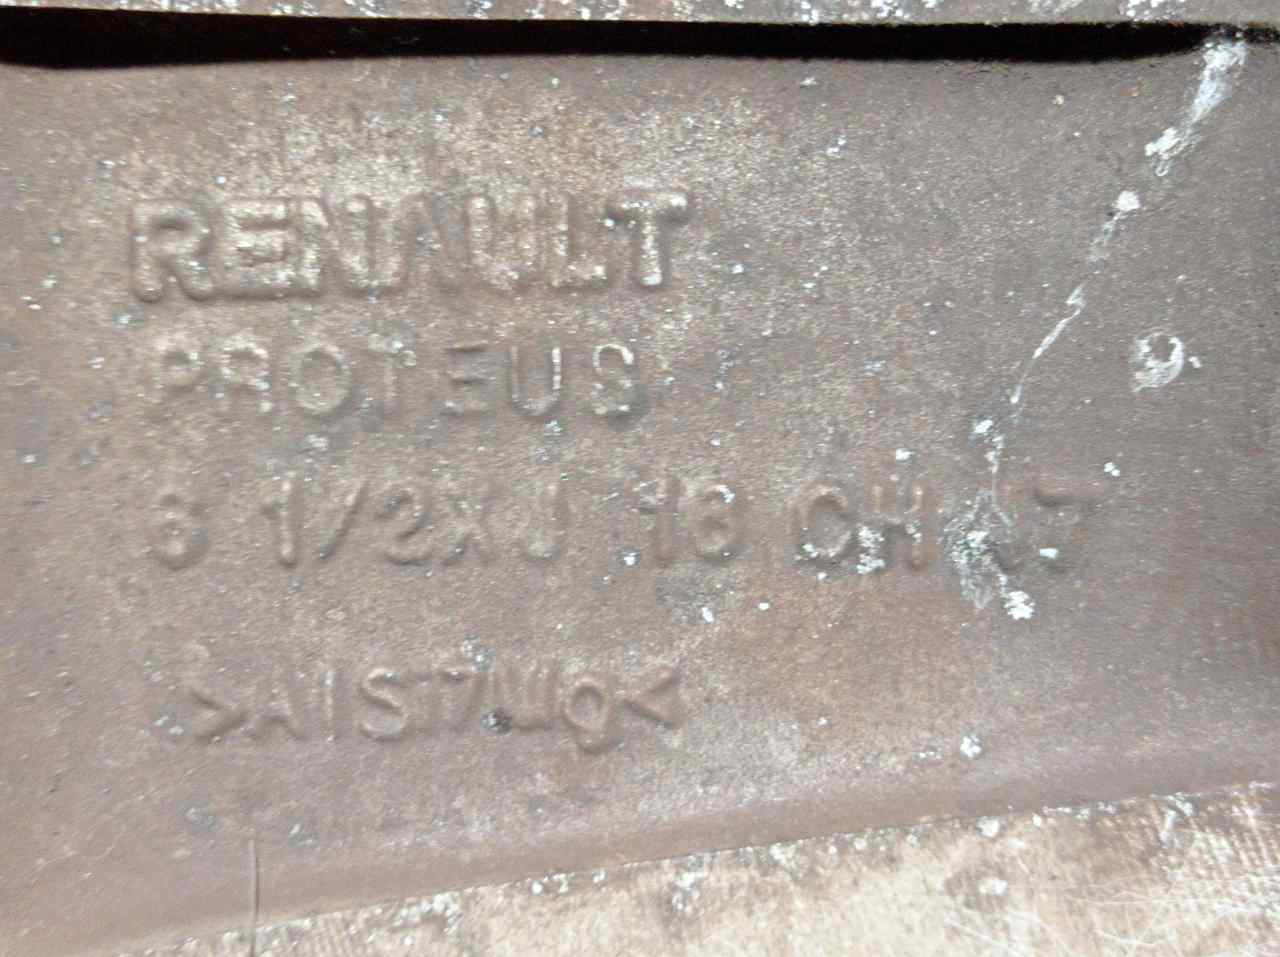 RENAULT
PROTEUS
6 1/2XJ 16 CH
>AlSi7Mg<